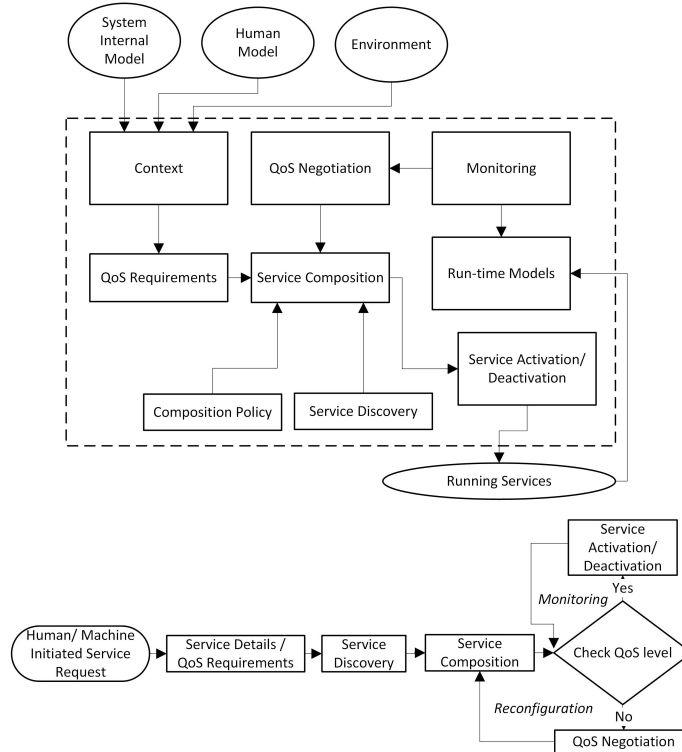 System
Internal
Model
Human
Model
Environment
Context
QoS Negotiation
Monitoring
QoS Requirements
Service Composition
Run-time Models
Service Activation/
Deactivation
Composition Policy
Service Discovery
Running Services
Service
Activation/
Deactivation
Yes
Monitoring
Human/ Machine
Initiated Service
Request
Service Details /
QoS Requirements
Service
Discovery
Service
Composition
Check QoS level
Reconfiguration
No
QoS Negotiation